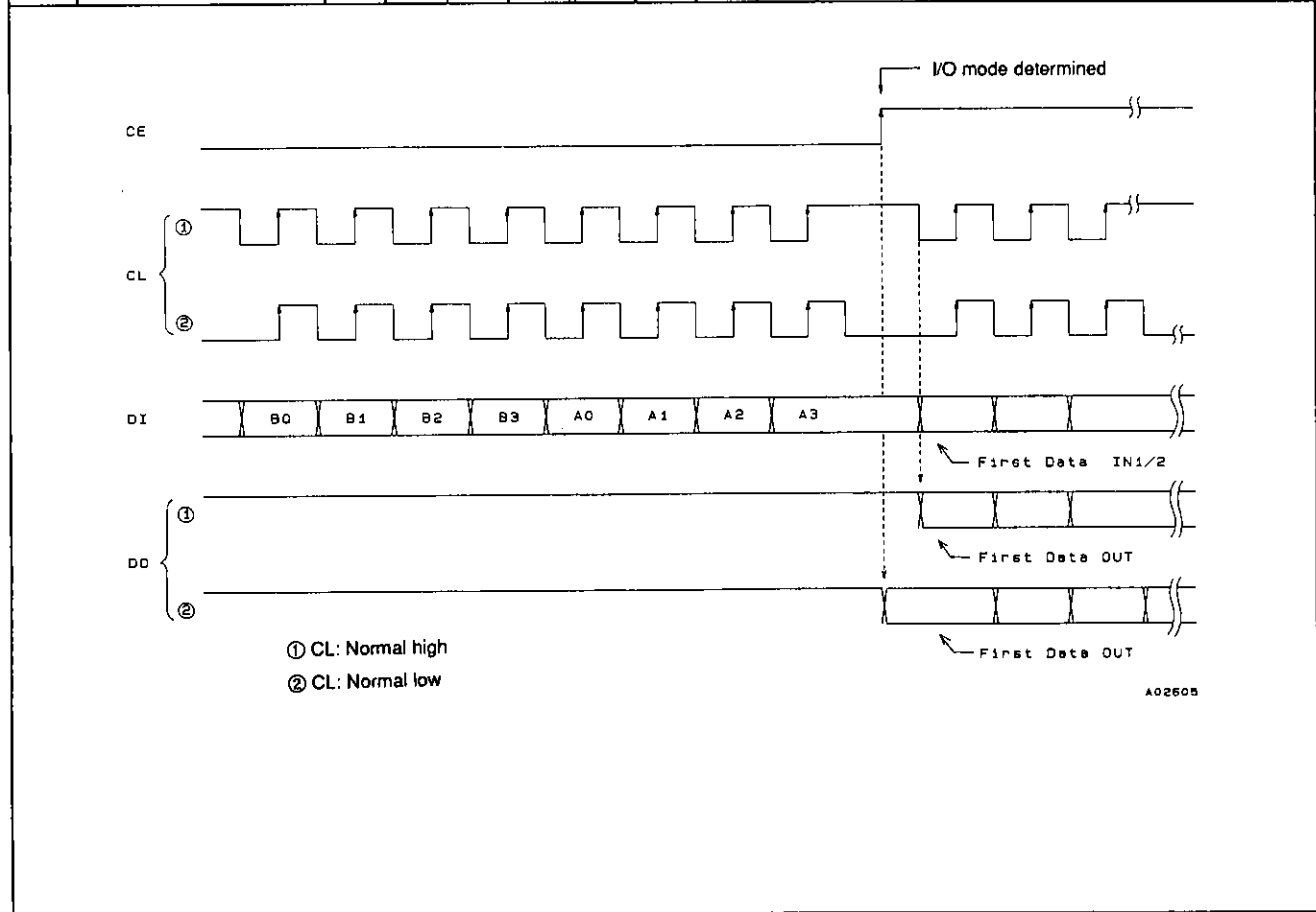 I/O mode determined
CE
①
CL
②
DI B0 B1 B2 B3 A0 A1 A2 A3
First Data IN1/2
①
First Data OUT
DO
②
First Data OUT
① CL: Normal high
② CL: Normal low
A02605